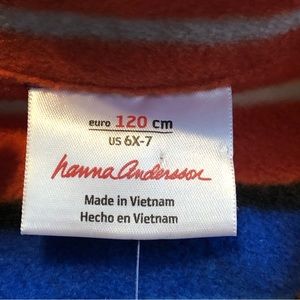 euro 120 cm
US 6X-7
hanna andersson
Made in Vietnam
Hecho en Vietnam